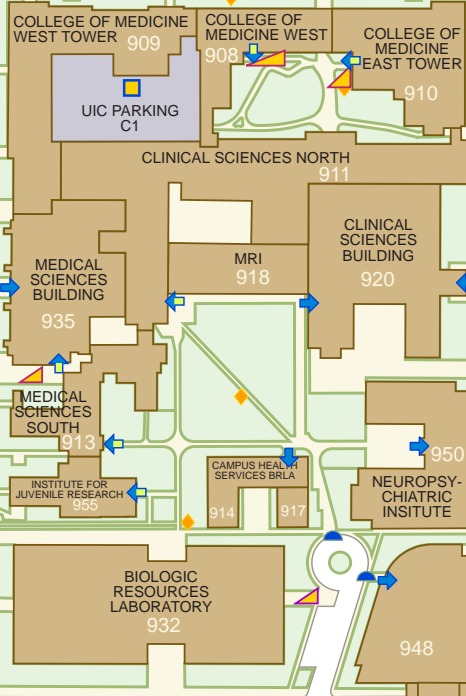 COLLEGE OF MEDICINE
WEST TOWER 909
COLLEGE OF
MEDICINE WEST
908
COLLEGE OF
MEDICINE
EAST TOWER
910
UIC PARKING
C1
CLINICAL SCIENCES NORTH
911
CLINICAL
SCIENCES
BUILDING
920
MRI
918
MEDICAL
SCIENCES
BUILDING
935
MEDICAL
SCIENCES
SOUTH
913
CAMPUS HEALTH
SERVICES BRLA
914
917
950
NEUROPSY-
CHIATRIC
INSITUTE
INSTITUTE FOR
JUVENILE RESEARCH
955
BIOLOGIC
RESOURCES
LABORATORY
932
948